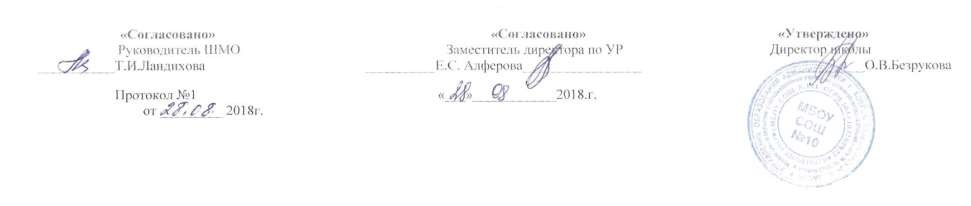 «Согласовано»
Руководитель ШМО
Т.И.Ландихова
Протокол №1
от 28.08. 2018г.
«Согласовано»
Заместитель директора по УР
Е.С. Алферова
«28» 08 2018.г.
«Утверждено»
Директор школы
О.В.Безрукова
МБОУ
СОШ
№10